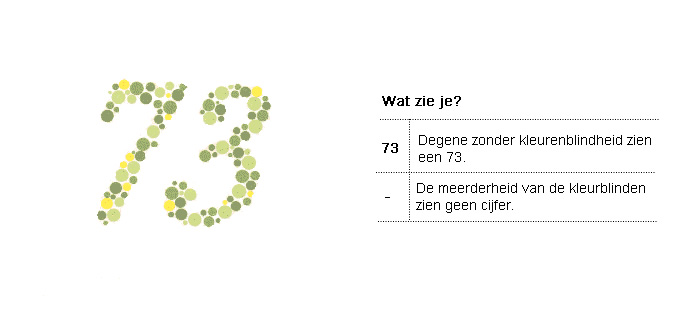 73
Wat zie je?
73
Degene zonder kleurenblindheid zien
een 73.
-
De meerderheid van de kleurblinden
zien geen cijfer.